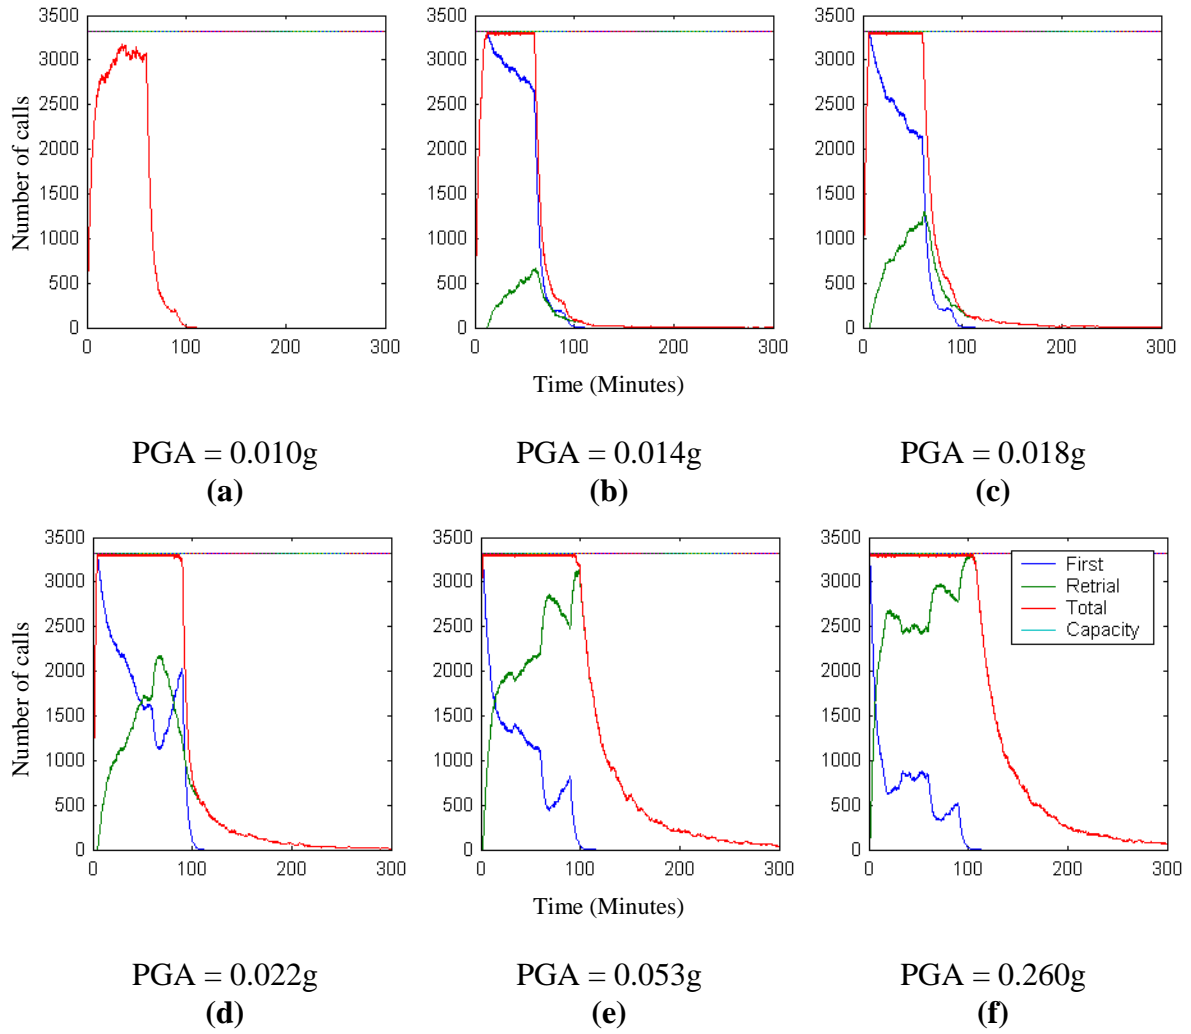 3500 3500 3500
3000 3000 3000
2500 2500 2500
2000 2000 2000
1500 1500 1500
1000 1000 1000
500 500 500
0 0 0
Number of calls
0 100 200 300 0 100 200 300 0 100 200 300
Time (Minutes)
PGA = 0.010g PGA = 0.014g PGA = 0.018g
(a) (b) (c)
3500 3500 3500
3000 3000 3000
2500 2500 2500
2000 2000 2000
1500 1500 1500
1000 1000 1000
500 500 500
0 0 0
Number of calls
First
Retrial
Total
Capacity
0 100 200 300 0 100 200 300 0 100 200 300
Time (Minutes)
PGA = 0.022g PGA = 0.053g PGA = 0.260g
(d) (e) (f)